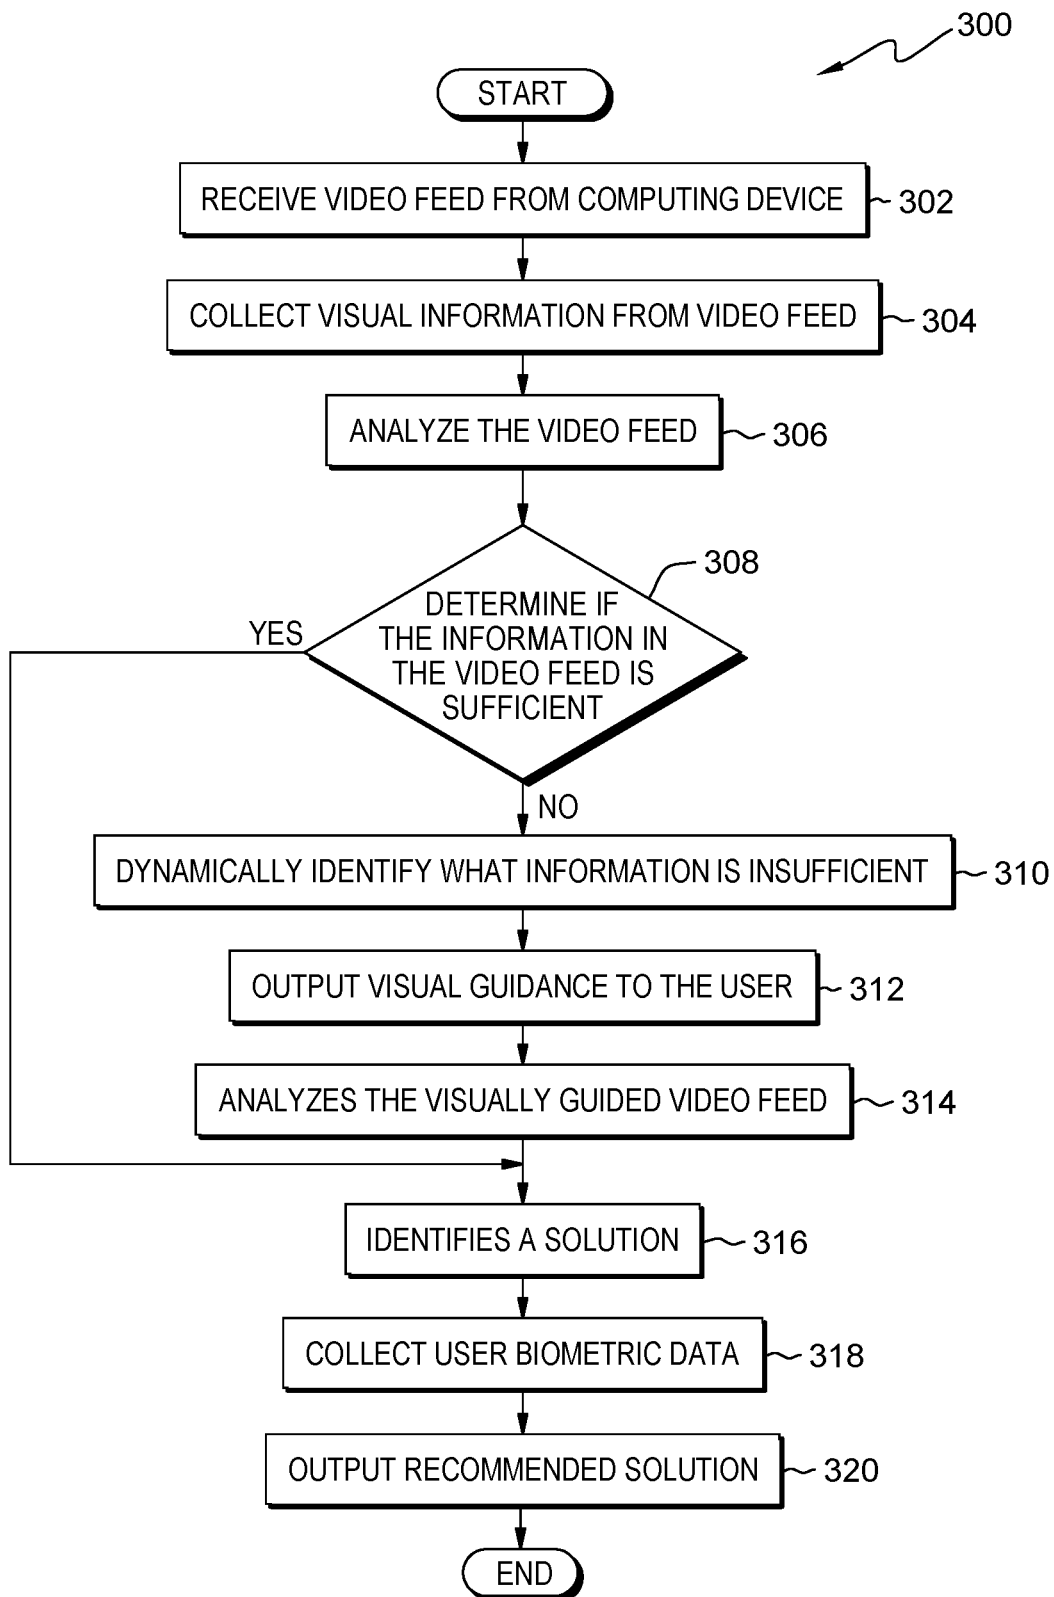 300
START
RECEIVE VIDEO FEED FROM COMPUTING DEVICE
302
COLLECT VISUAL INFORMATION FROM VIDEO FEED
304
ANALYZE THE VIDEO FEED
306
308
DETERMINE IF
THE INFORMATION IN
THE VIDEO FEED IS
SUFFICIENT
YES
NO
DYNAMICALLY IDENTIFY WHAT INFORMATION IS INSUFFICIENT
310
OUTPUT VISUAL GUIDANCE TO THE USER
312
ANALYZES THE VISUALLY GUIDED VIDEO FEED
314
IDENTIFIES A SOLUTION
316
COLLECT USER BIOMETRIC DATA
318
OUTPUT RECOMMENDED SOLUTION
320
END